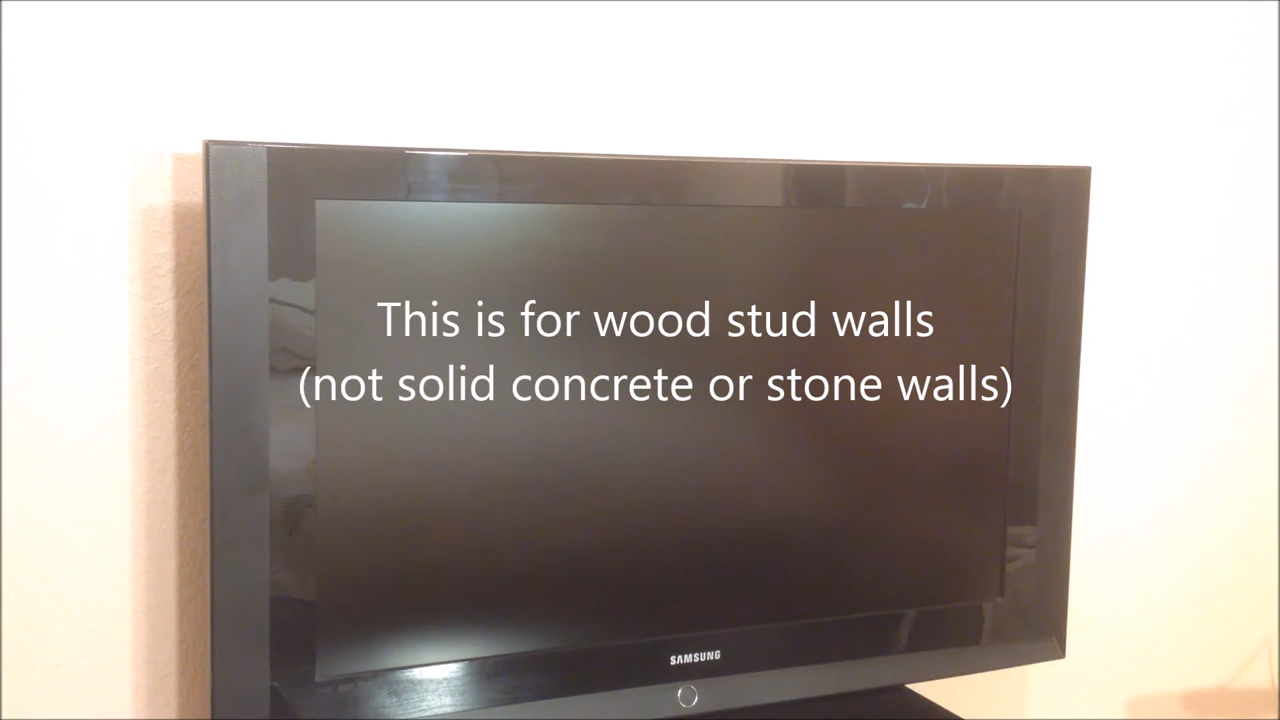 This is for wood stud walls
(not solid concrete or stone walls)
SAMSUNG